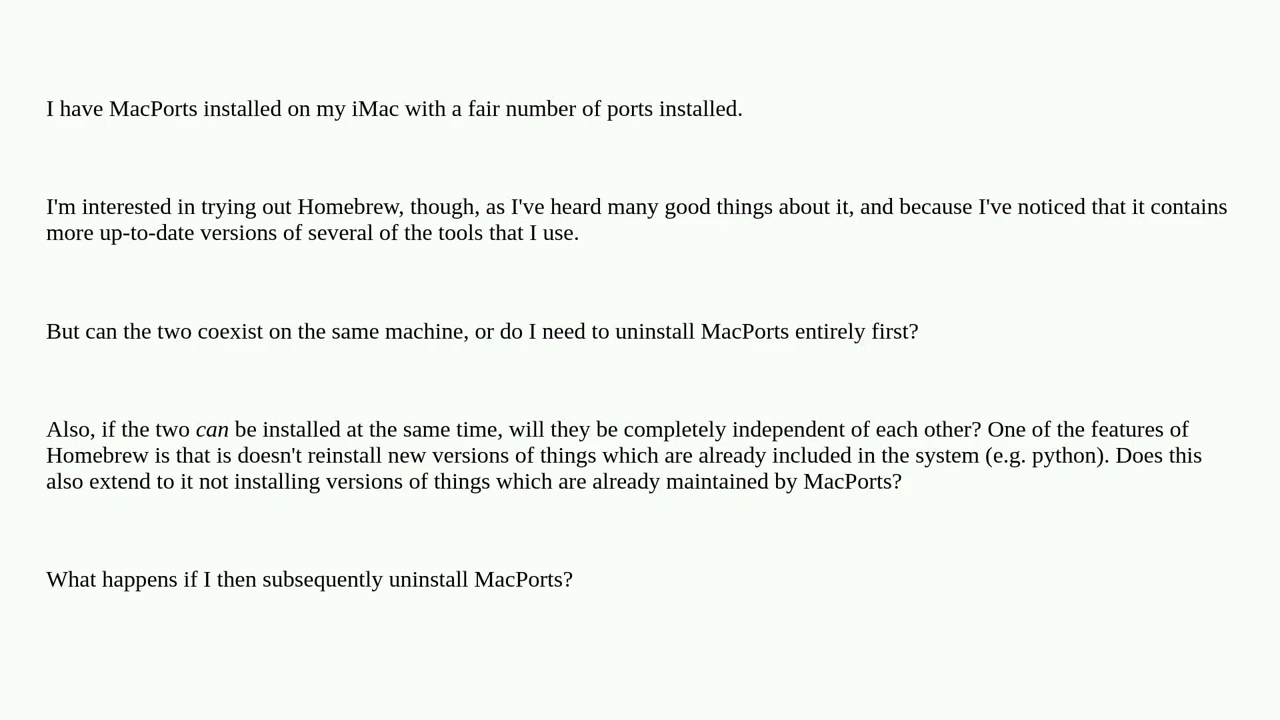 I have MacPorts installed on my iMac with a fair number of ports installed.
I'm interested in trying out Homebrew, though, as I've heard many good things about it, and because I've noticed that it contains
more up-to-date versions of several of the tools that I use.
But can the two coexist on the same machine, or do I need to uninstall MacPorts entirely first?
Also, if the two can be installed at the same time, will they be completely independent of each other? One of the features of
Homebrew is that is doesn't reinstall new versions of things which are already included in the system (e.g. python). Does this
also extend to it not installing versions of things which are already maintained by MacPorts?
What happens if I then subsequently uninstall MacPorts?